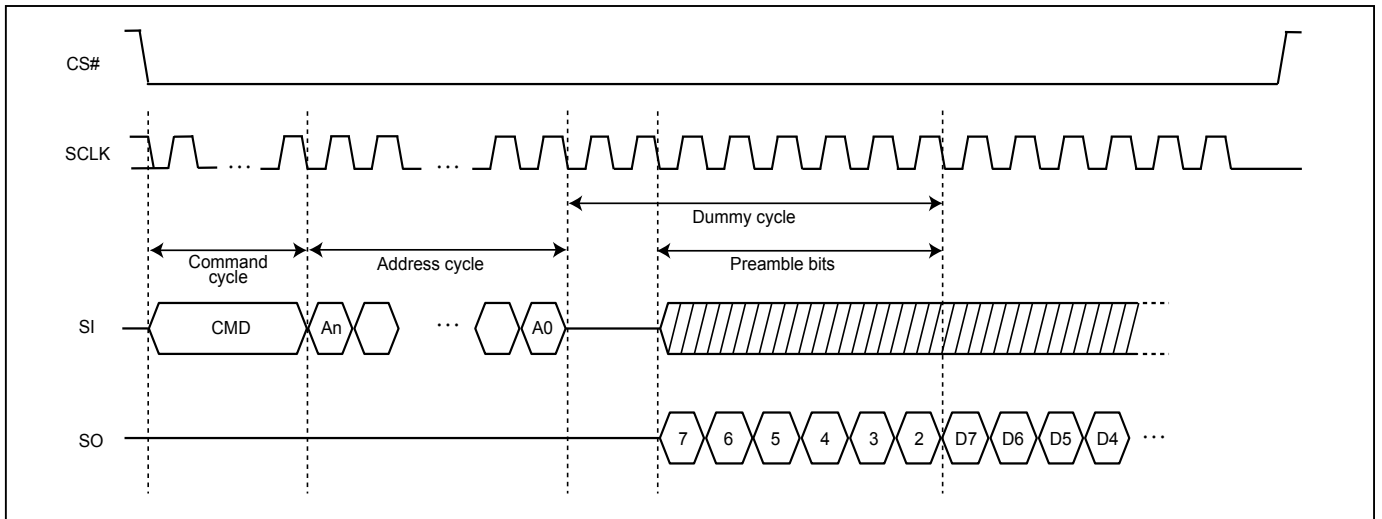 CS#
SCLK
... ...
Dummy cycle
Command
cycle
Address cycle
Preamble bits
SI
CMD An ... A0
SO
7 6 5 4 3 2 D7 D6 D5 D4 ...